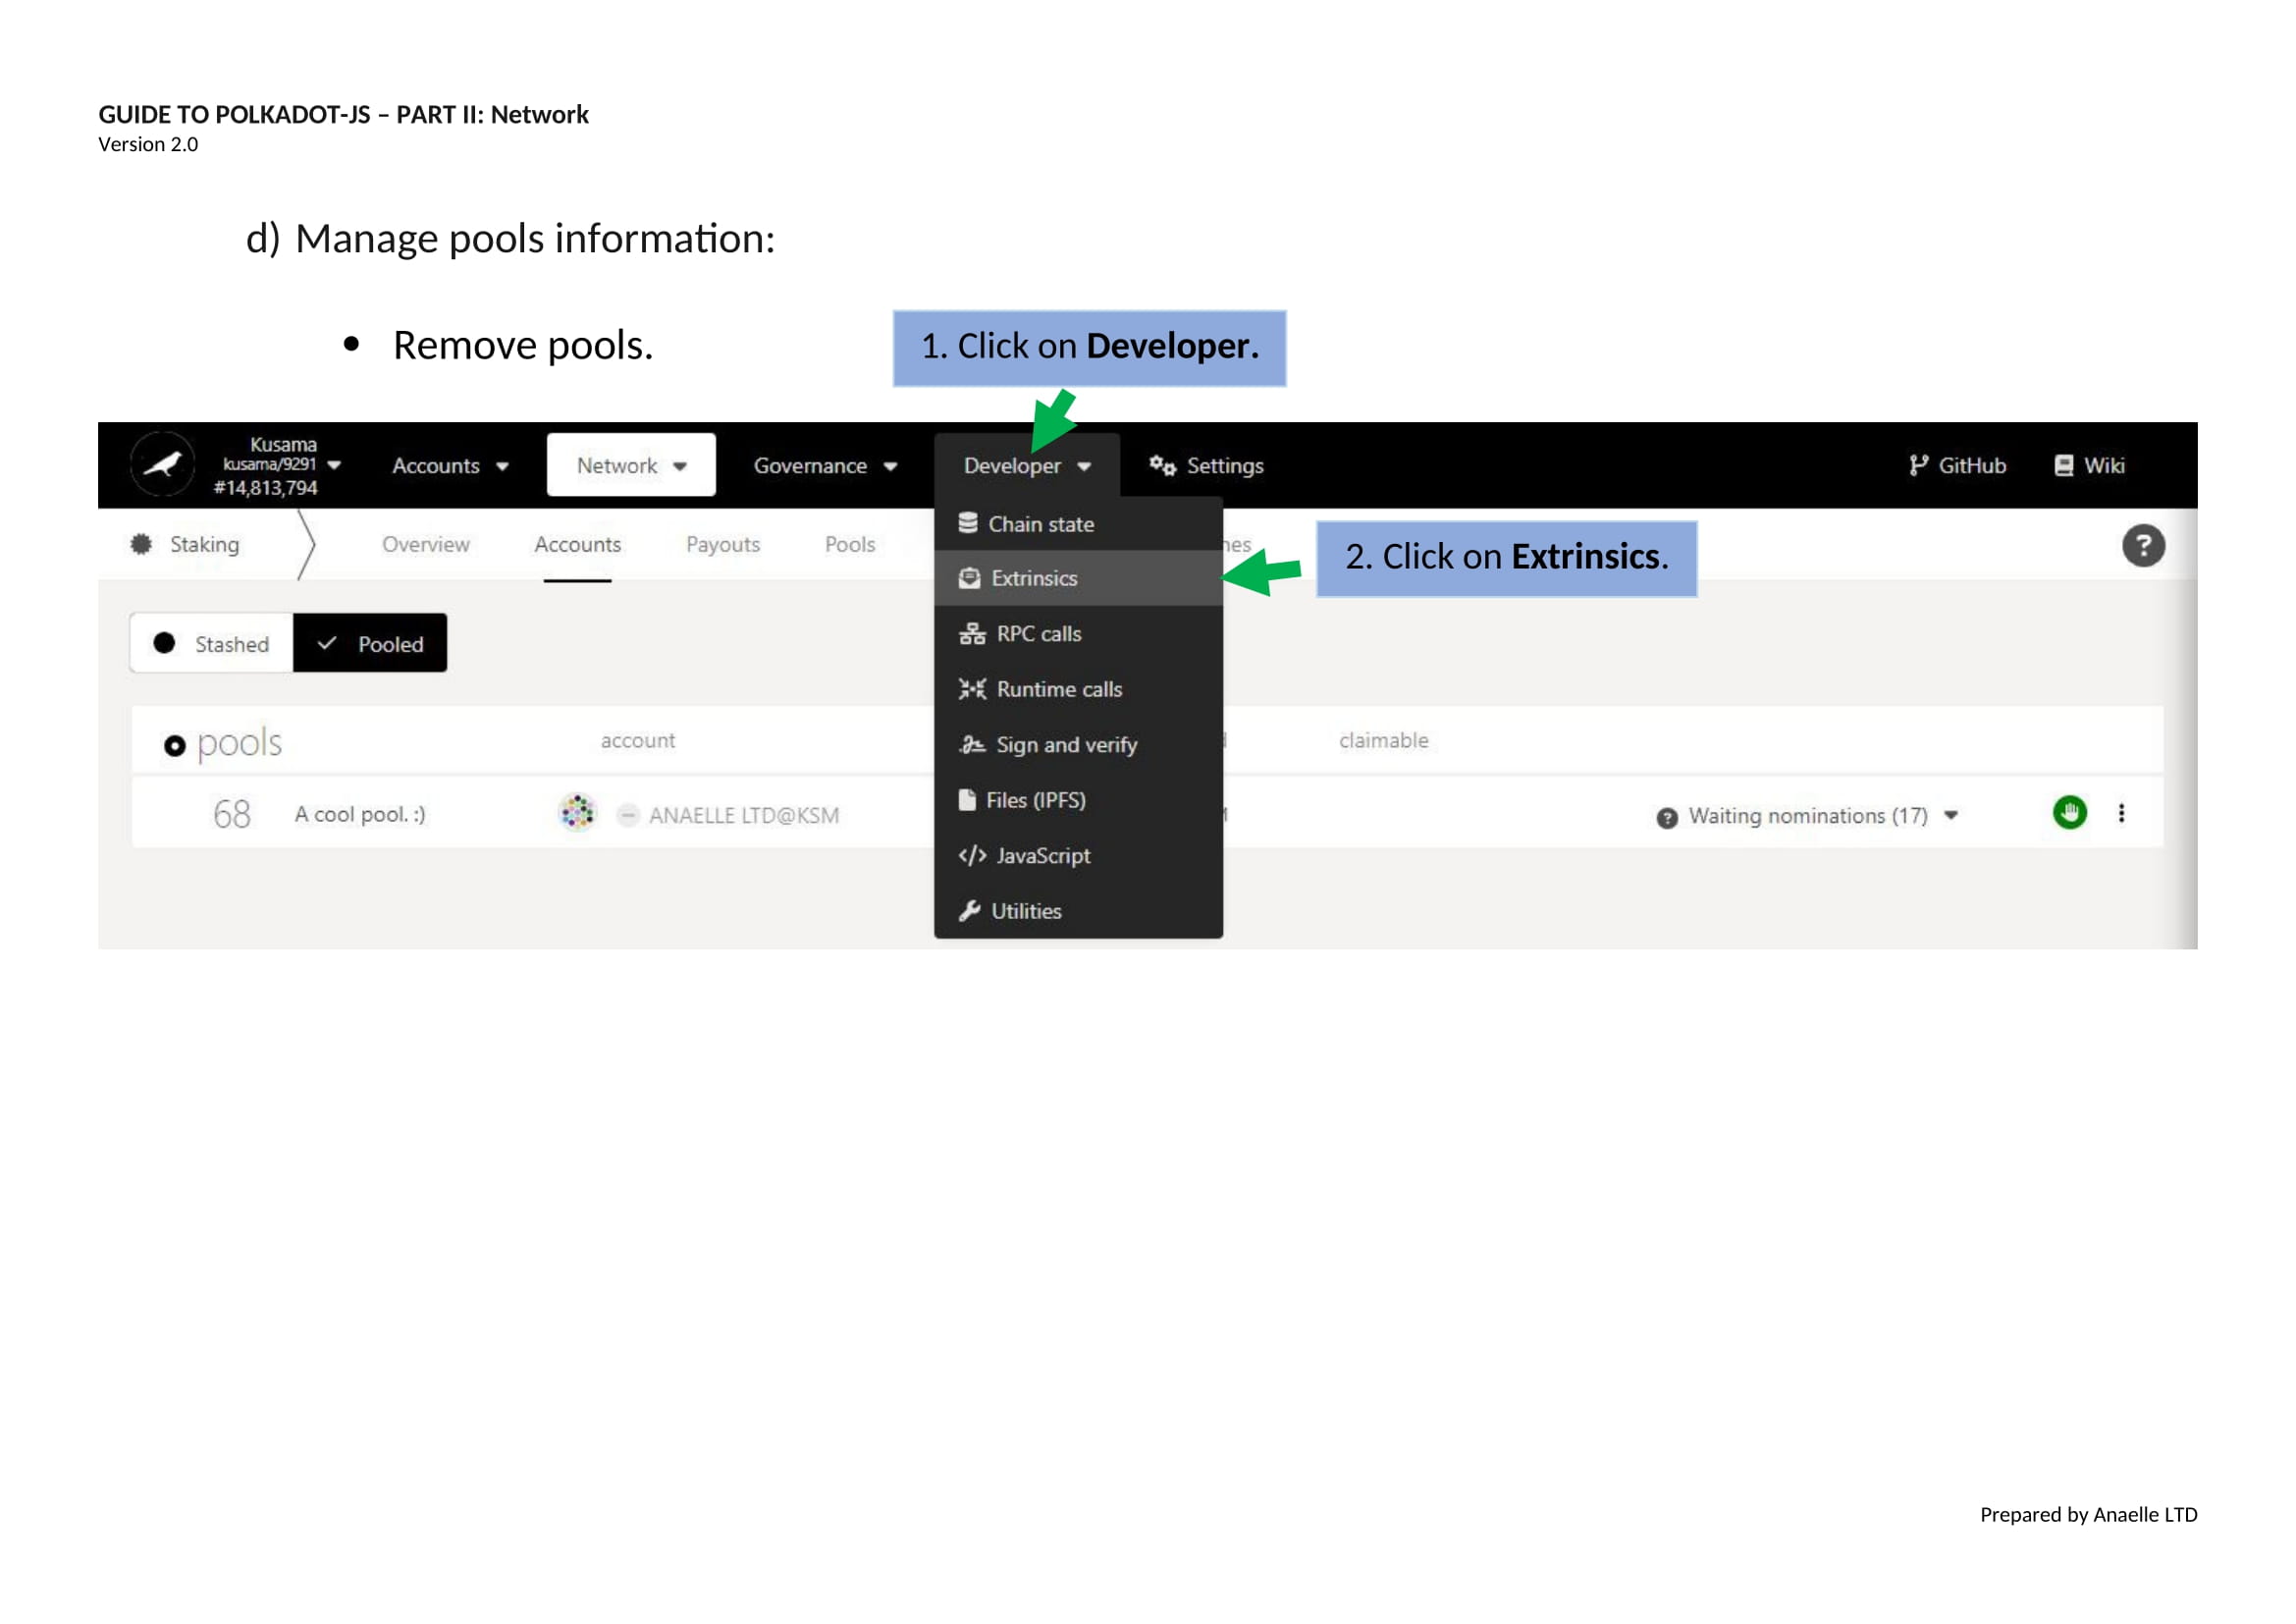 GUIDE TO POLKADOT-JS – PART II: Network
Version 2.0
d) Manage pools information:
• Remove pools.
1. Click on Developer.
Kusama
kusama/9291
#14,813,794
Accounts
Network
Governance
Developer
Settings
GitHub
Wiki
Staking
Overview
Accounts
Payouts
Pools
Chain state
Extrinsics
RPC calls
Runtime calls
Sign and verify
Files (IPFS)
JavaScript
Utilities
2. Click on Extrinsics.
Stashed
Pooled
pools
account
claimable
68
A cool pool. :)
ANAELLE LTD@KSM
Waiting nominations (17)
Prepared by Anaelle LTD